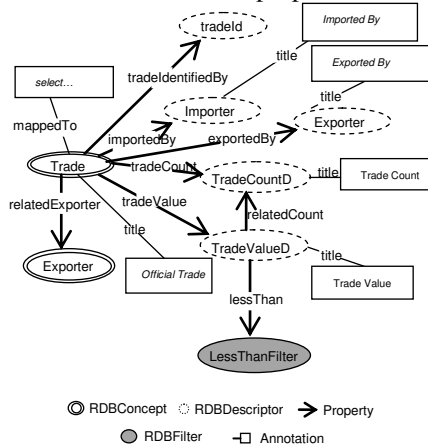 Imported By
tradeId
title
Exported By
select…
tradeIdentifiedBy
Importer
title
Exporter
mappedTo
importedBy
exportedBy
Trade
tradeCount
TradeCountD
title
Trade Count
relatedExporter
tradeValue
relatedCount
title
TradeValueD
title
Exporter
Official Trade
Trade Value
lessThan
LessThanFilter
RDBConcept
RDBDescriptor
Property
RDBFilter
Annotation